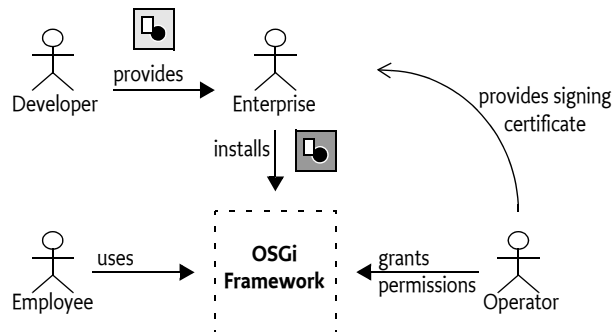 provides
Developer
Enterprise
provides signing
certificate
installs
OSGi
Framework
uses
grants
permissions
Employee
Operator